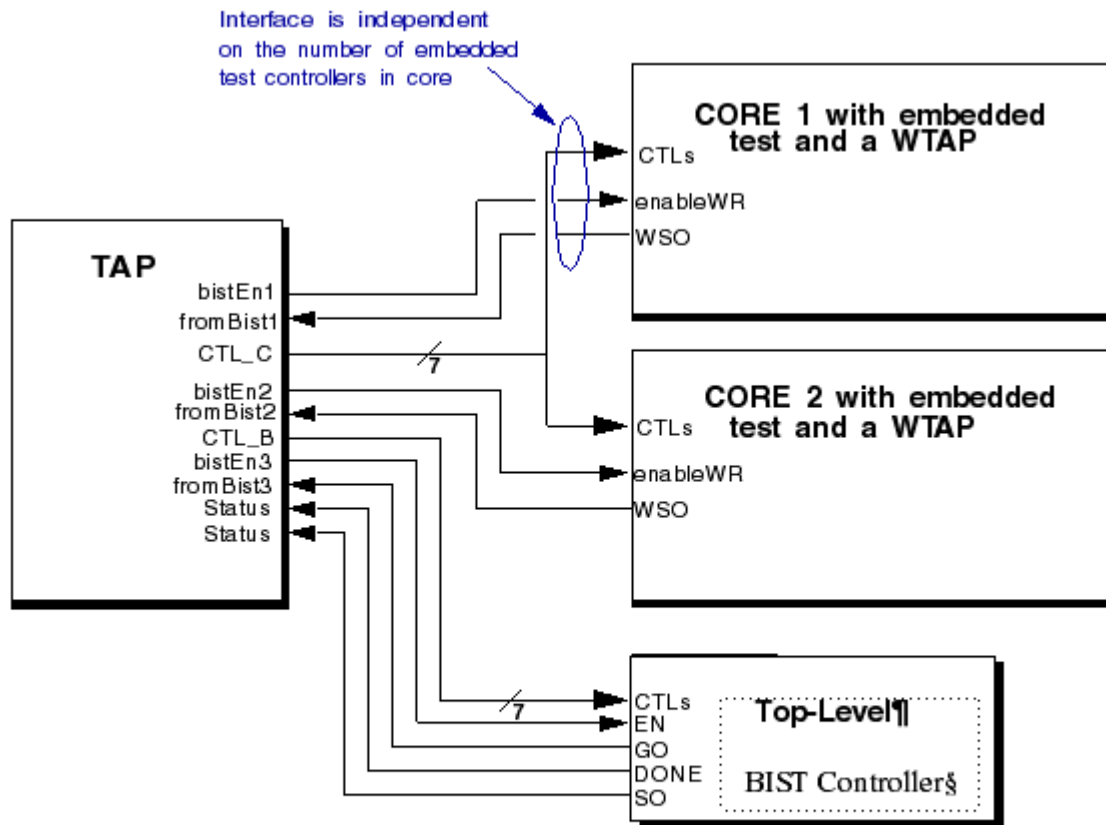 Interface is independent
on the number of embedded
test controllers in core
CORE 1 with embedded
test and a WTAP
CTLs
enableWR
WSO
TAP
bistEn1
fromBist1
CTL_C
7
bistEn2
fromBist2
CTL_B
bistEn3
fromBist3
Status
Status
CORE 2 with embedded
test and a WTAP
CTLs
enableWR
WSO
7
CTLs
EN
GO
DONE
SO
Top-Level¶
BIST Controller§